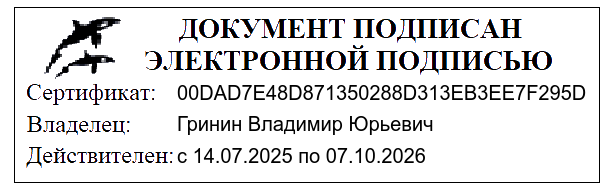 ДОКУМЕНТ ПОДПИСАН
ЭЛЕКТРОННОЙ ПОДПИСЬЮ
Сертификат: 00DAD7E48D871350288D313EB3EE7F295D
Владелец: Гринин Владимир Юрьевич
Действителен: с 14.07.2025 по 07.10.2026